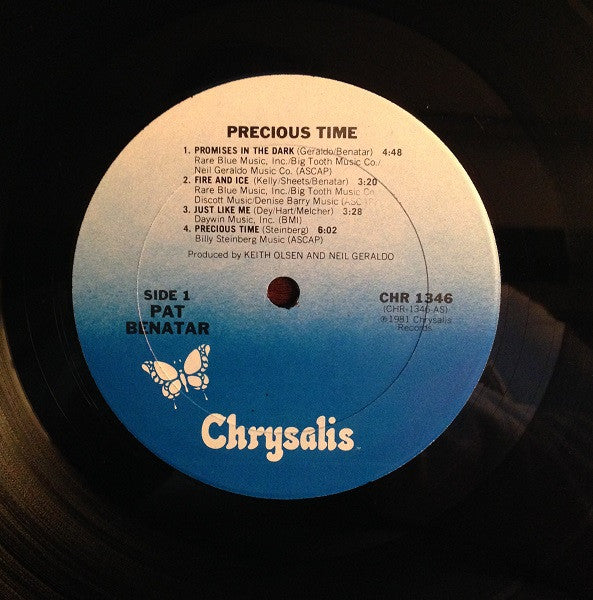 PRECIOUS TIME
1. PROMISES IN THE DARK (Geraldo/Benatar) 4:48
Rare Blue Music, Inc./Big Tooth Music Co./
Neil Geraldo Music Co. (ASCAP)
2. FIRE AND ICE (Kelly/Sheets/Benatar) 3:20
Rare Blue Music, Inc./Big Tooth Music Co./
Discott Music/Denise Barry Music (ASCAP)
3. JUST LIKE ME (Dey/Hart/Melcher) 3:28
Daywin Music, Inc. (BMI)
4. PRECIOUS TIME (Steinberg) 6:02
Billy Steinberg Music (ASCAP)
Produced by KEITH OLSEN AND NEIL GERALDO
SIDE 1
PAT
BENATAR
CHR 1346
(CHR-1346-AS)
℗1981 Chrysalis
Records
Chrysalis™